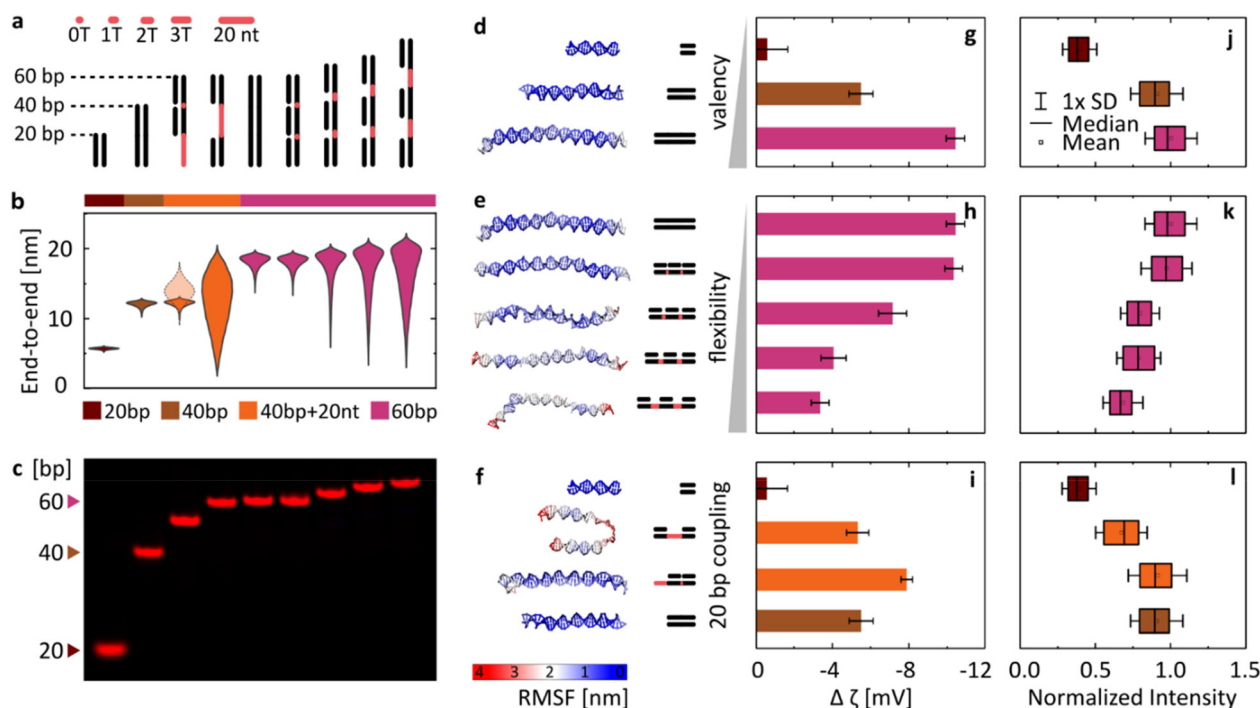 a
0T 1T 2T 3T 20 nt
60 bp
40 bp
20 bp
b
End-to-end [nm]
20
10
0
20bp 40bp 40bp+20nt 60bp
c [bp]
60
40
20
d
e
f
4 3 2 1 0
RMSF [nm]
valency
flexibility
20 bp coupling
g
h
i
0 -4 -8 -12
Δ ζ [mV]
j
1x SD
Median
Mean
k
l
0.0 0.5 1.0 1.5
Normalized Intensity